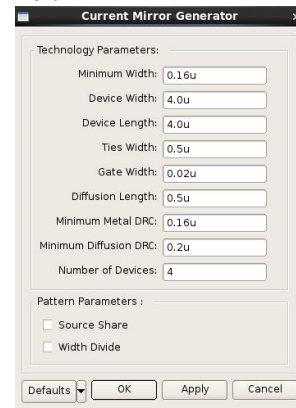 Current Mirror Generator
Technology Parameters:
Minimum Width: 0.16u
Device Width: 4.0u
Device Length: 4.0u
Ties Width: 0.5u
Gate Width: 0.02u
Diffusion Length: 0.5u
Minimum Metal DRC: 0.16u
Minimum Diffusion DRC: 0.2u
Number of Devices: 4
Pattern Parameters :
Source Share
Width Divide
Defaults OK Apply Cancel